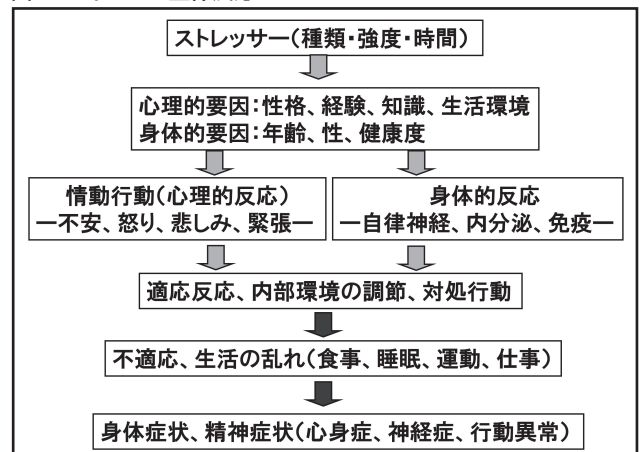 ストレッサー(種類・強度・時間)
心理的要因:性格、経験、知識、生活環境
身体的要因:年齢、性、健康度
情動行動(心理的反応)
―不安、怒り、悲しみ、緊張―
身体的反応
―自律神経、内分泌、免疫―
適応反応、内部環境の調節、対処行動
不適応、生活の乱れ(食事、睡眠、運動、仕事)
身体症状、精神症状(心身症、神経症、行動異常)